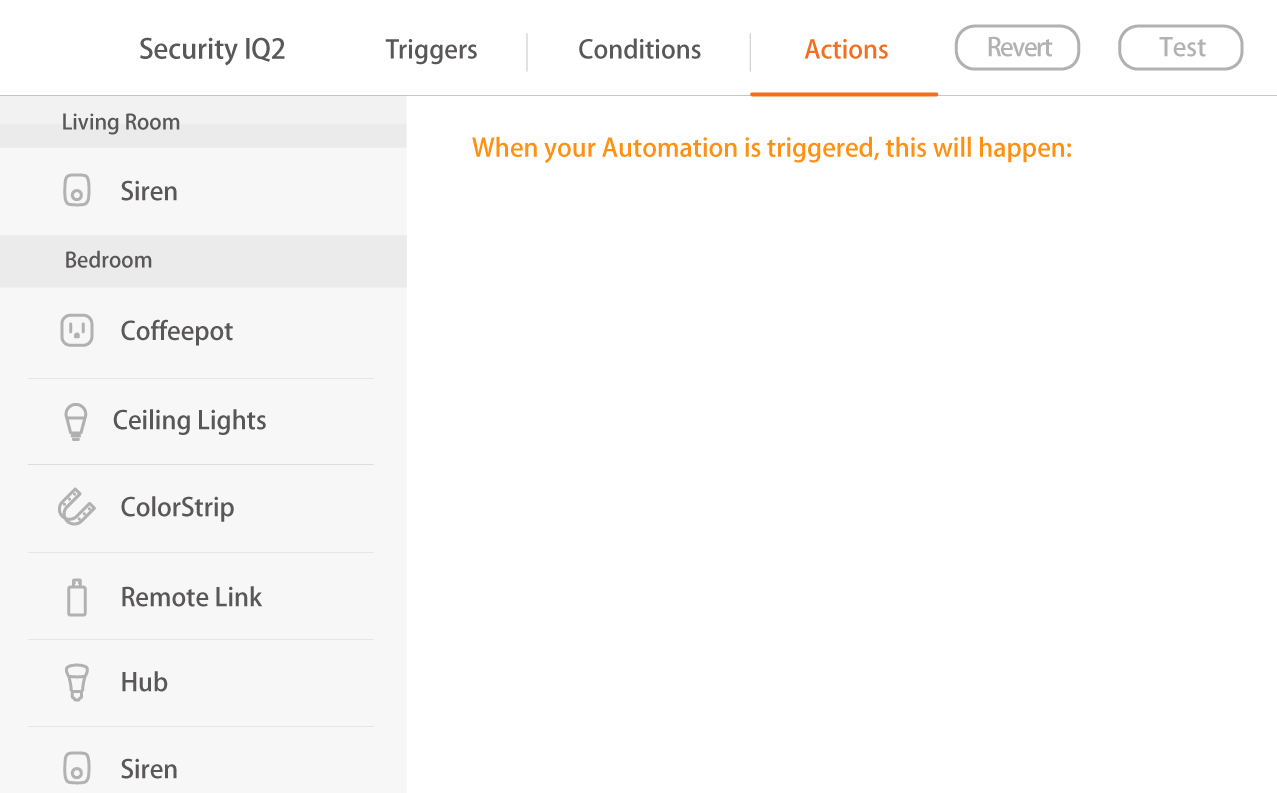 Security IQ2
Triggers
Conditions
Actions
Revert
Test
Living Room
Siren
Bedroom
Coffeepot
Ceiling Lights
ColorStrip
Remote Link
Hub
Siren
When your Automation is triggered, this will happen: